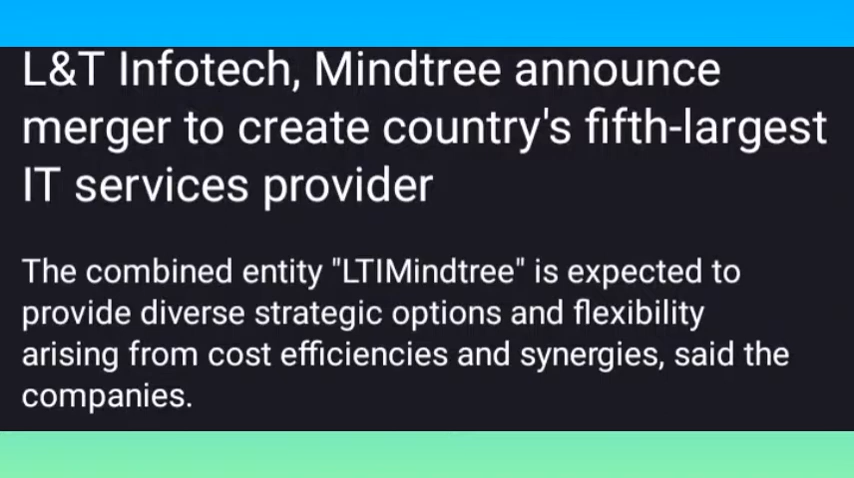 L&T Infotech, Mindtree announce
merger to create country's fifth-largest
IT services provider
The combined entity "LTIMindtree" is expected to
provide diverse strategic options and flexibility
arising from cost efficiencies and synergies, said the
companies.